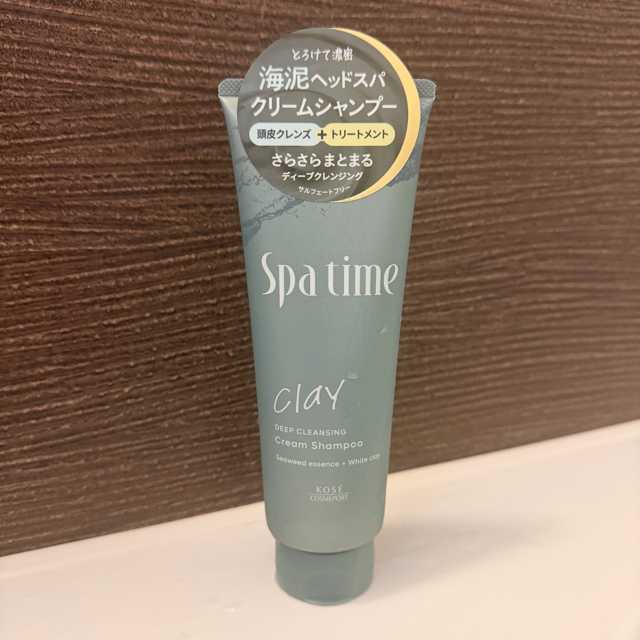 とろけて濃密
海泥ヘッドスパ
クリームシャンプー
頭皮クレンズ + トリートメント
さらさらまとまる
ディープクレンジング
サルフェートフリー
Spa time
clay
DEEP CLEANSING
Cream Shampoo
Seaweed essence + White clay
KOSÉ
COSMEPORT